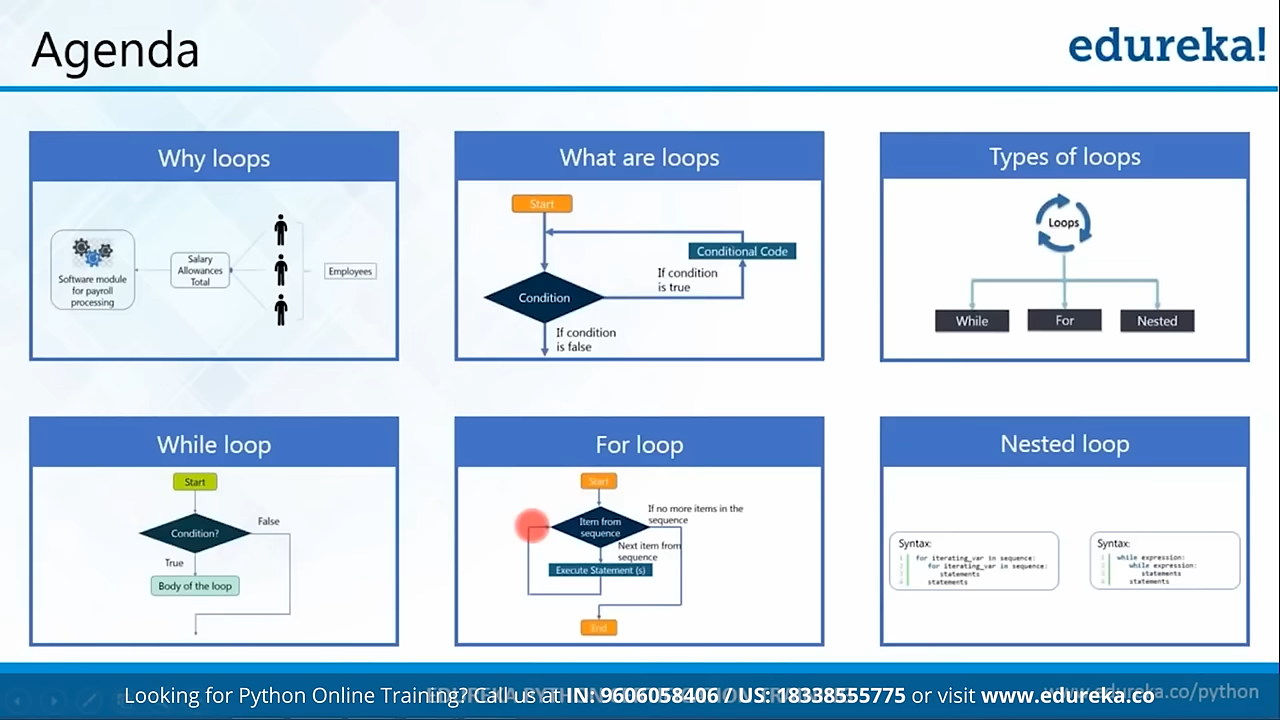 Agenda
edureka!
Why loops
Software module
for payroll
processing
Salary
Allowances
Total
Employees
What are loops
Start
Conditional Code
If condition
is true
Condition
If condition
is false
Types of loops
Loops
While
For
Nested
While loop
Start
Condition?
False
True
Body of the loop
For loop
Start
If no more items in the
sequence
Item from
sequence
Next item from
sequence
Execute Statement (s)
End
Nested loop
Syntax:
for iterating_var in sequence:
for iterating_var in sequence:
statements
statements
Syntax:
while expression:
while expression:
statements
statements
Looking for Python Online Training? Call us at IN: 9606058406 / US: 18338555775 or visit www.edureka.co
www.edureka.co/python